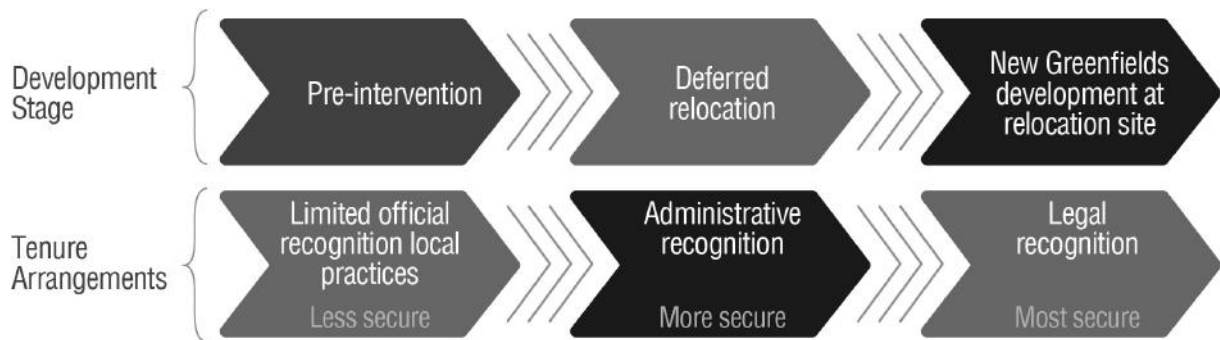 Development
Stage
Pre-intervention
Deferred
relocation
New Greenfields
development at
relocation site
Tenure
Arrangements
Limited official
recognition local
practices
Less secure
Administrative
recognition
More secure
Legal
recognition
Most secure